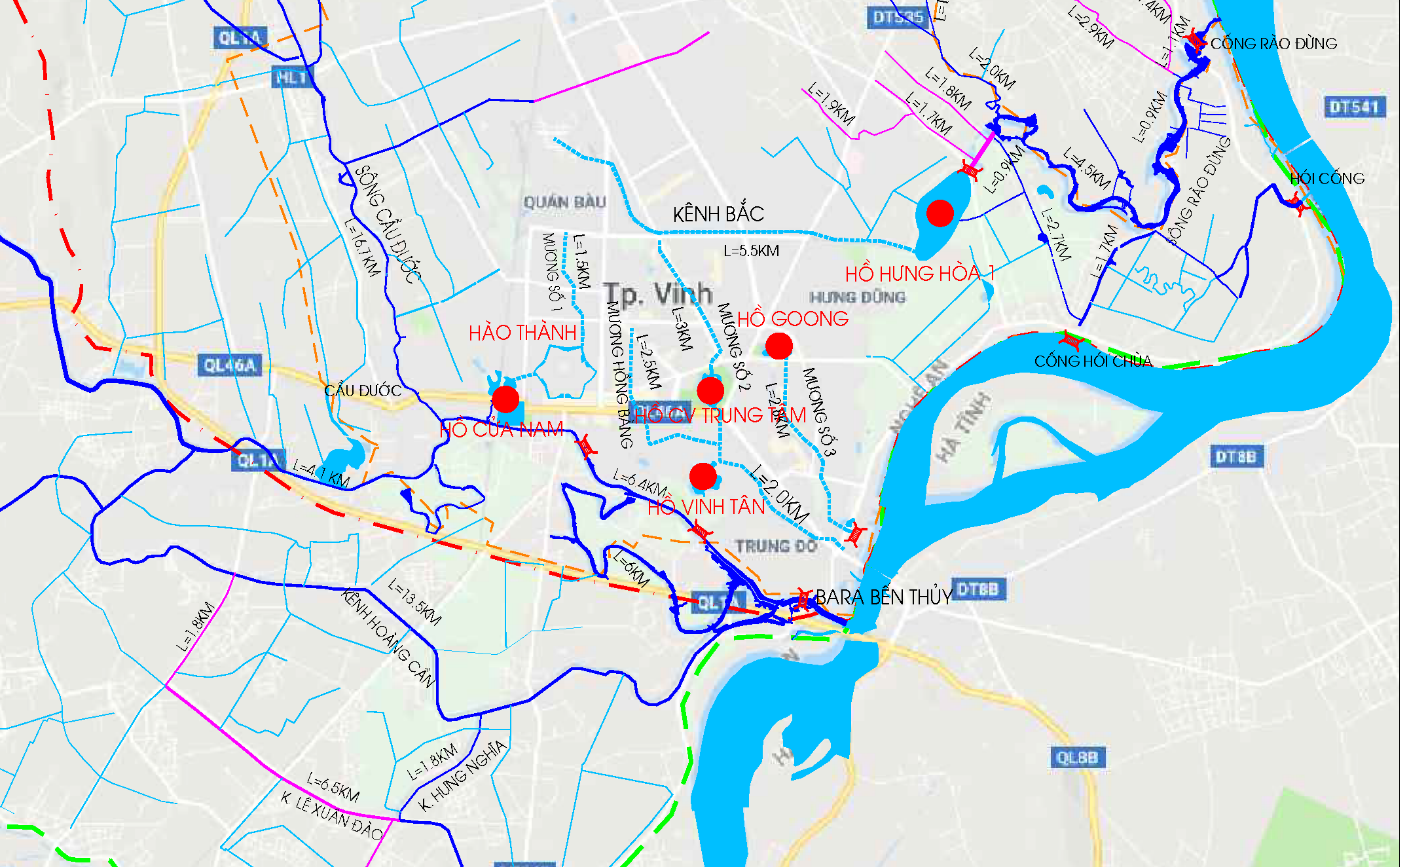 DT535
QL1A
HL1
L=2.9KM
L=1.1KM
CỐNG RÀO ĐỪNG
L=2.0KM
L=1.8KM
L=1.9KM
L=1.7KM
DT541
L=0.9KM
L=0.9KM
L=4.5KM
SÔNG RÀO ĐỪNG
HÓI CỐNG
SÔNG CẦU ĐƯỚC
L=16.7KM
QUÁN BÀU
KÊNH BẮC
L=5.5KM
L=2.7KM
L=1.7KM
MƯƠNG SỐ 1
L=1.5KM
HỒ HƯNG HÒA 1
Tp. Vinh
HƯNG DŨNG
HÀO THÀNH
MƯƠNG HỒNG BÀNG
L=2.5KM
L=3KM
MƯƠNG SỐ 2
HỒ GOONG
CỐNG HÓI CHÙA
QL46A
CẦU ĐƯỚC
MƯƠNG SỐ 3
NGHỆ AN
HÀ TĨNH
HỒ CỬA NAM
HỒ CV TRUNG TÂM
QL1A
L=4.1 KM
L=6.4KM
HỒ VINH TÂN
L=2.0KM
DT8B
TRUNG ĐÔ
L=6KM
BARA BẾN THỦY
DT8B
L=1.8KM
L=13.5KM
KÊNH HOÀNG CẦN
L=1.8KM
K. HƯNG NGHĨA
QL8B
L=6.5KM
K. LÊ XUÂN ĐÀO